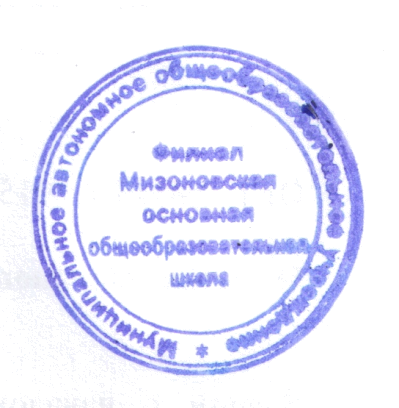 Муниципальное автономное общеобразовательное учреждение *
Филиал
Мизоновская
основная
общеобразовательная
школа